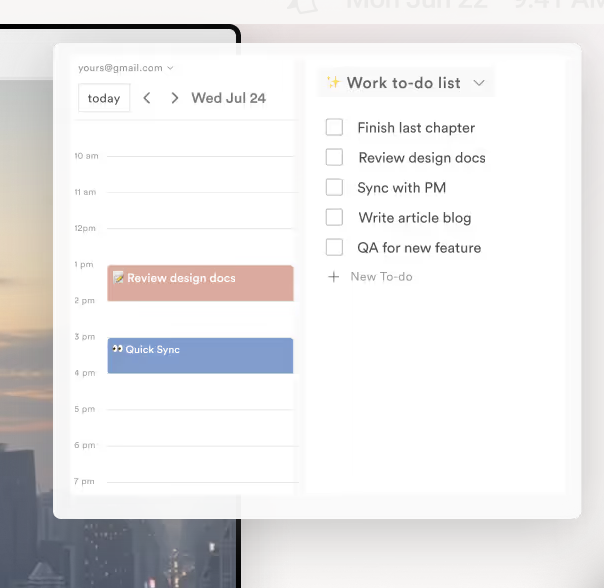 Mon Jun 22 9:41 AM
yours@gmail.com
today
Wed Jul 24
10 am
11 am
12pm
1 pm
📝 Review design docs
2 pm
3 pm
👀 Quick Sync
4 pm
5 pm
6 pm
7 pm
✨ Work to-do list
Finish last chapter
Review design docs
Sync with PM
Write article blog
QA for new feature
+ New To-do